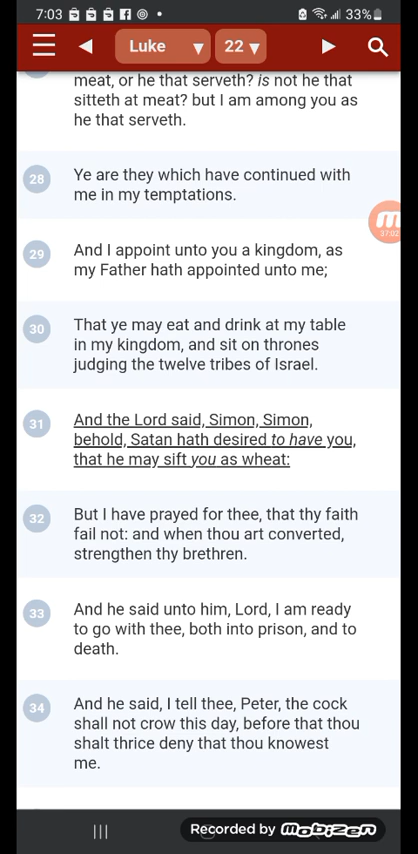 7:03 33%
Luke 22
meat, or he that serveth? is not he that
sitteth at meat? but I am among you as
he that serveth.
28 Ye are they which have continued with
me in my temptations.
29 And I appoint unto you a kingdom, as
my Father hath appointed unto me;
30 That ye may eat and drink at my table
in my kingdom, and sit on thrones
judging the twelve tribes of Israel.
31 And the Lord said, Simon, Simon,
behold, Satan hath desired to have you,
that he may sift you as wheat:
32 But I have prayed for thee, that thy faith
fail not: and when thou art converted,
strengthen thy brethren.
33 And he said unto him, Lord, I am ready
to go with thee, both into prison, and to
death.
34 And he said, I tell thee, Peter, the cock
shall not crow this day, before that thou
shalt thrice deny that thou knowest
me.
Recorded by mobizen